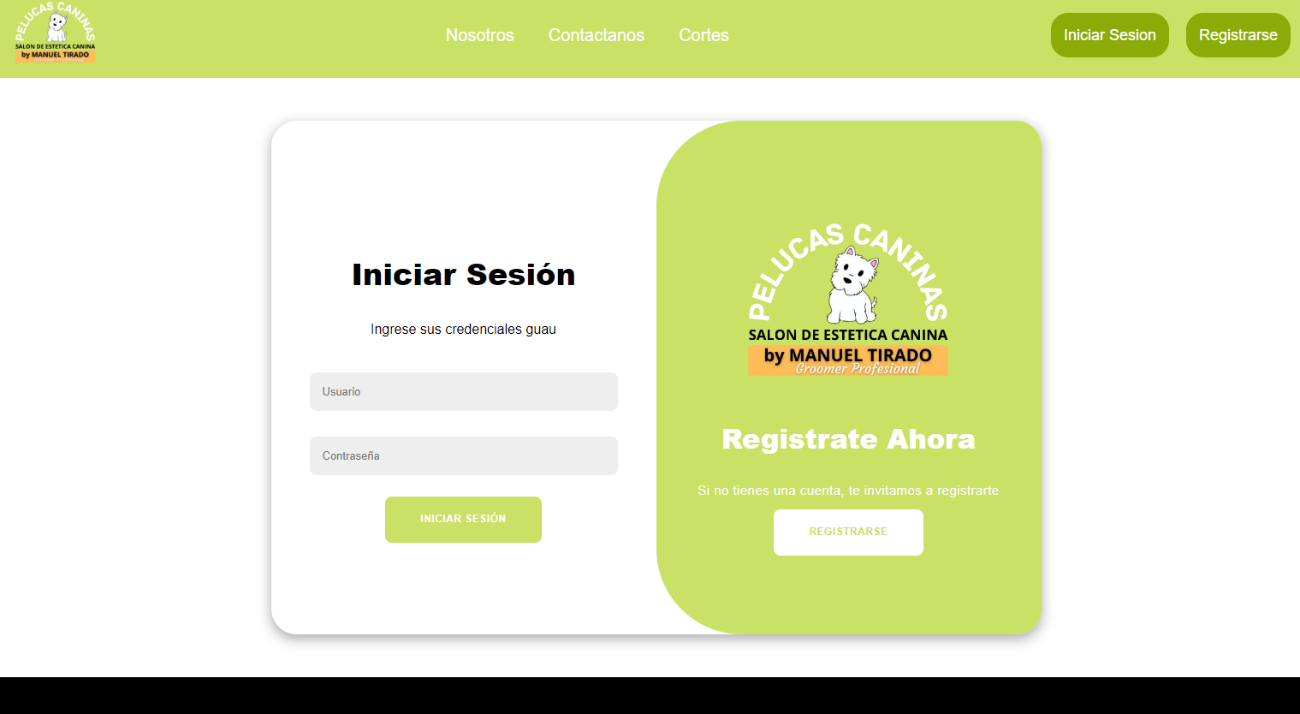 PELUCAS CANINAS
SALON DE ESTETICA CANINA
by MANUEL TIRADO
Nosotros
Contactanos
Cortes
Iniciar Sesion
Registrarse
Iniciar Sesión
Ingrese sus credenciales guau
Usuario
Contraseña
INICIAR SESIÓN
PELUCAS CANINAS
SALON DE ESTETICA CANINA
by MANUEL TIRADO
Groomer Profesional
Registrate Ahora
Si no tienes una cuenta, te invitamos a registrarte
REGISTRARSE